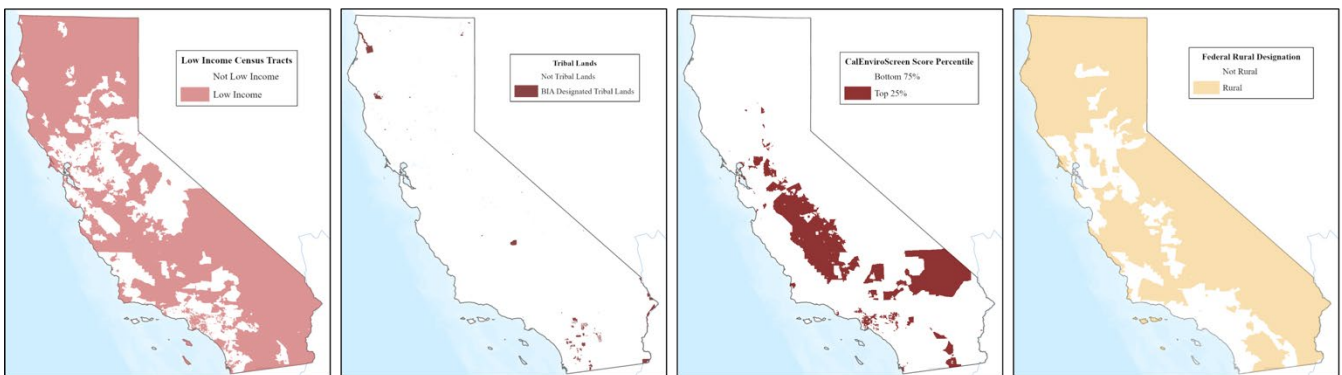 Low Income Census Tracts
Not Low Income
Low Income
Tribal Lands
Not Tribal Lands
BIA Designated Tribal Lands
CalEnviroScreen Score Percentile
Bottom 75%
Top 25%
Federal Rural Designation
Not Rural
Rural